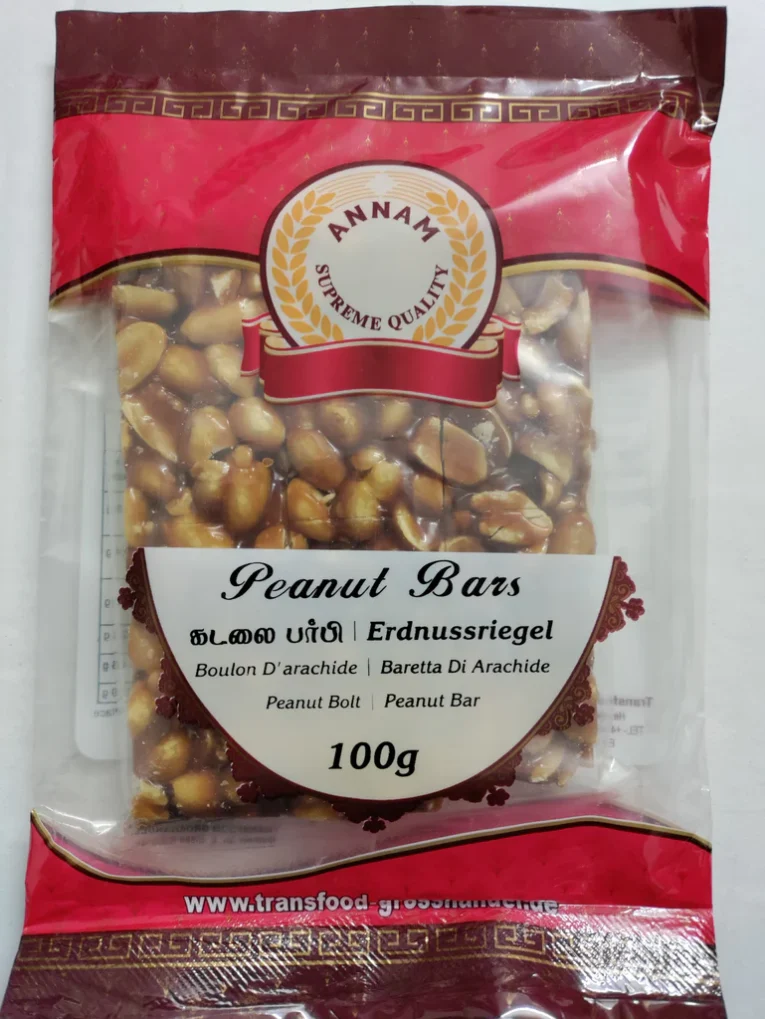 ANNAM
SUPREME QUALITY
Peanut Bars
கடலை பர்பி | Erdnussriegel
Boulon D'arachide | Baretta Di Arachide
Peanut Bolt | Peanut Bar
100g
www.transfood-grosshandel.de